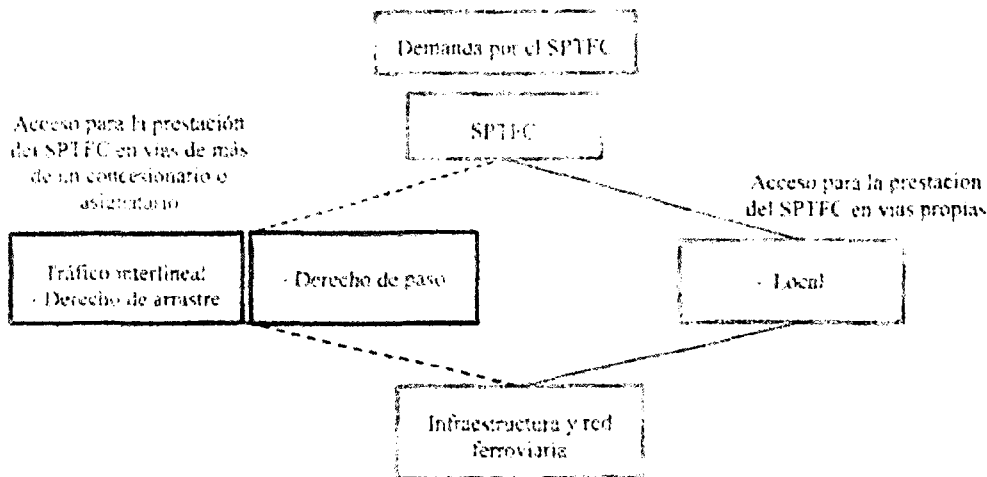 Demanda por el SPTFC
SPTFC
Acceso para la prestación
del SPTFC en vías de más
de un concesionario o
asignatario
Acceso para la prestacion
del SPTFC en vias propias
Tráfico interlineal
- Derecho de arrastre
- Derecho de paso
- Local
Infraestructura y red
ferroviaria